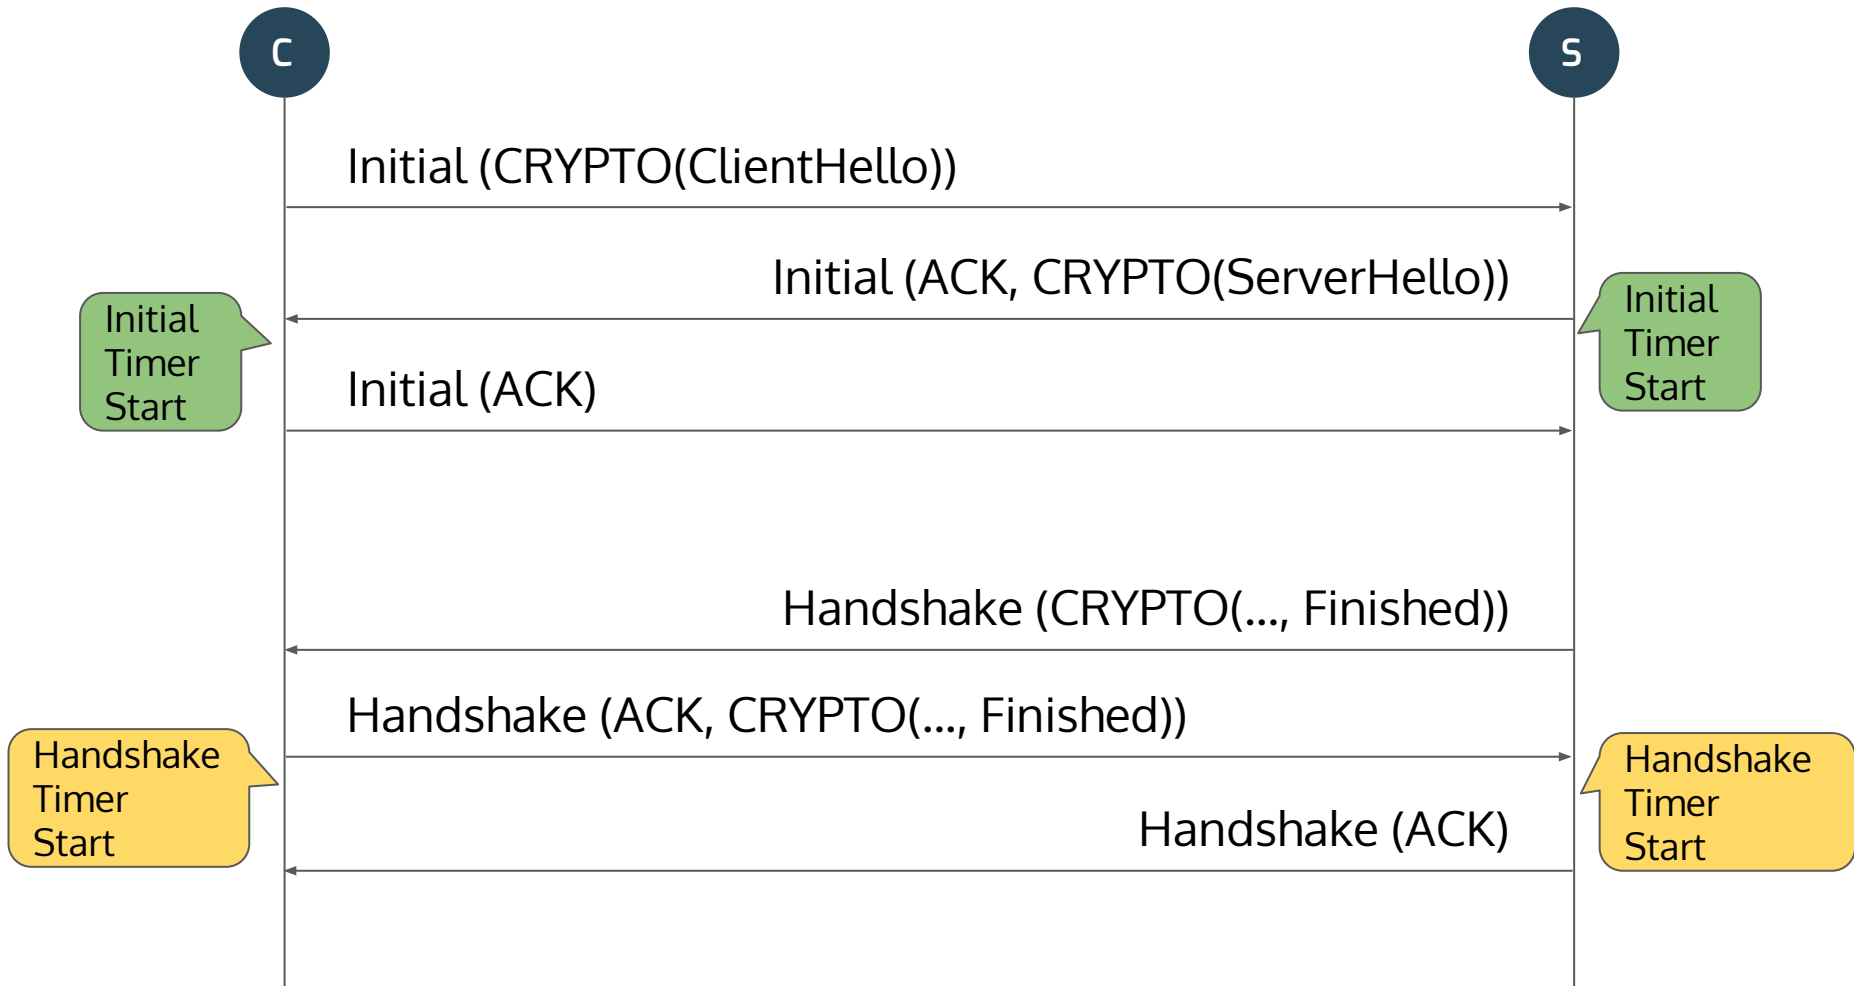 C
S
Initial (CRYPTO(ClientHello))
Initial (ACK, CRYPTO(ServerHello))
Initial
Timer
Start
Initial
Timer
Start
Initial (ACK)
Handshake (CRYPTO(..., Finished))
Handshake (ACK, CRYPTO(..., Finished))
Handshake
Timer
Start
Handshake
Timer
Start
Handshake (ACK)